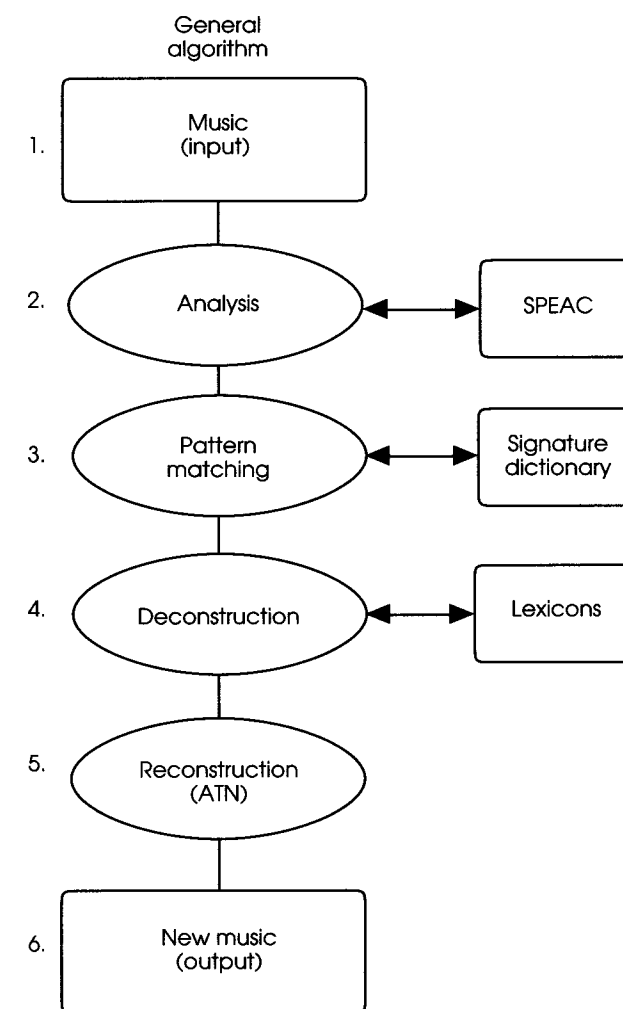 General
algorithm
1.
Music
(input)
2.
Analysis
SPEAC
3.
Pattern
matching
Signature
dictionary
4.
Deconstruction
Lexicons
5.
Reconstruction
(ATN)
6.
New music
(output)